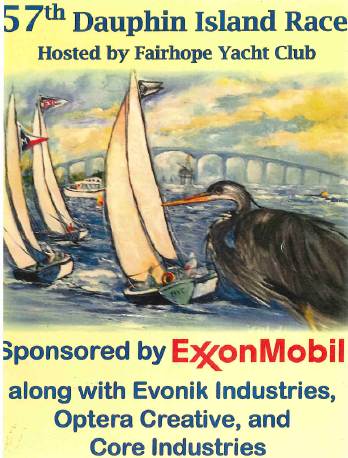 57th Dauphin Island Race
Hosted by Fairhope Yacht Club
Sponsored by ExxonMobil
along with Evonik Industries,
Optera Creative, and
Core Industries